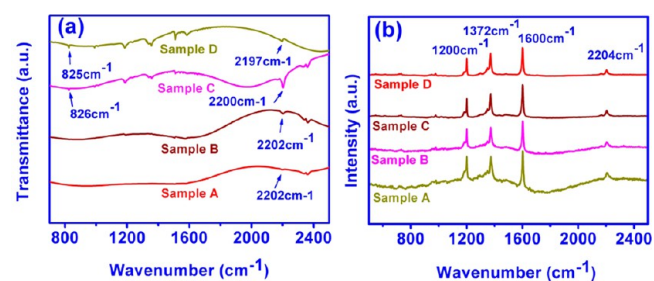 (a)
Transmittance (a.u.)
Sample D
825cm-1
2197cm-1
Sample C
826cm-1
2200cm-1
Sample B
2202cm-1
Sample A
2202cm-1
700 1200 1600 2000 2400
Wavenumber (cm-1)
(b)
Intensity (a.u.)
1372cm-1
1200cm-1
1600cm-1
2204cm-1
Sample D
Sample C
Sample B
Sample A
1200 1600 2000 2400
Wavenumber (cm-1)